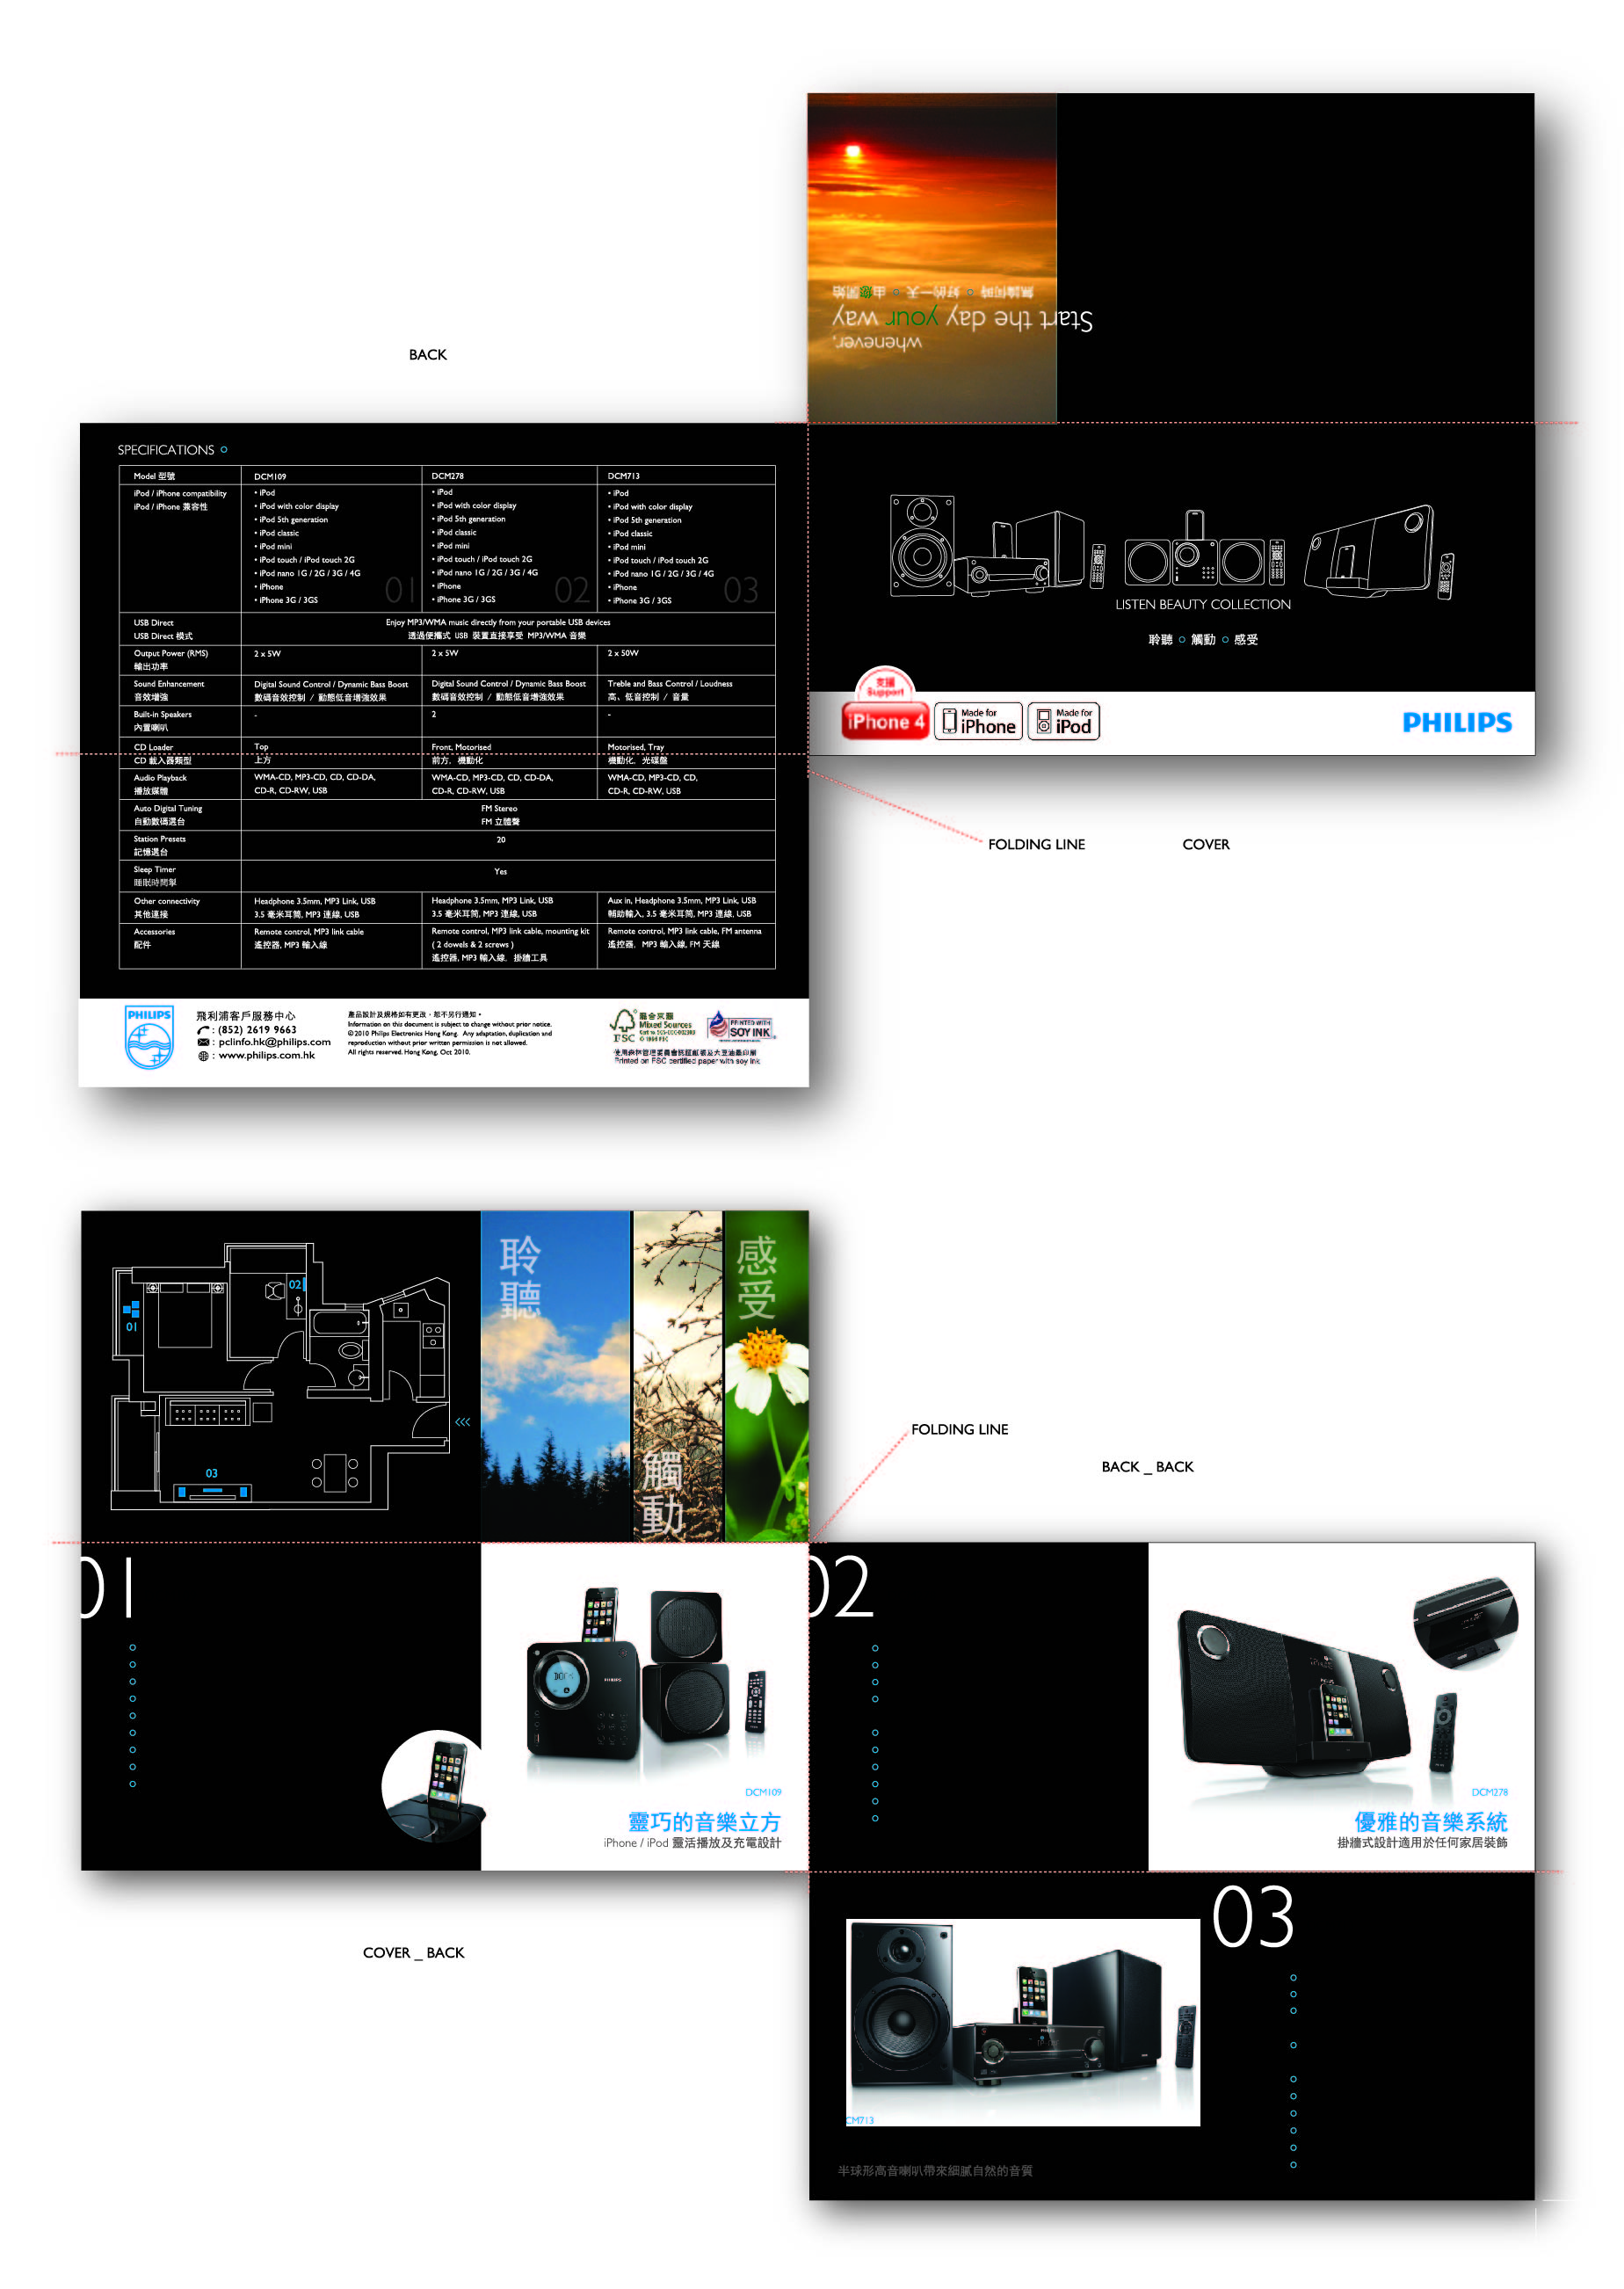 無論何時 • 好的一天 • 由您開始
Start the day your way
whenever,
BACK
SPECIFICATIONS
Model 型號 DCM109 DCM278 DCM713
iPod / iPhone compatibility
iPod / iPhone 兼容性
• iPod
• iPod with color display
• iPod 5th generation
• iPod classic
• iPod mini
• iPod touch / iPod touch 2G
• iPod nano 1G / 2G / 3G / 4G
• iPhone
• iPhone 3G / 3GS
01
• iPod
• iPod with color display
• iPod 5th generation
• iPod classic
• iPod mini
• iPod touch / iPod touch 2G
• iPod nano 1G / 2G / 3G / 4G
• iPhone
• iPhone 3G / 3GS
02
• iPod
• iPod with color display
• iPod 5th generation
• iPod classic
• iPod mini
• iPod touch / iPod touch 2G
• iPod nano 1G / 2G / 3G / 4G
• iPhone
• iPhone 3G / 3GS
03
USB Direct Enjoy MP3/WMA music directly from your portable USB devices
USB Direct 模式 透過便攜式 USB 裝置直接享受 MP3/WMA 音樂
Output Power (RMS) 2 x 5W 2 x 5W 2 x 50W
輸出功率
Sound Enhancement Digital Sound Control / Dynamic Bass Boost Digital Sound Control / Dynamic Bass Boost Treble and Bass Control / Loudness
音效增強 數碼音效控制 / 動態低音增強效果 數碼音效控制 / 動態低音增強效果 高、低音控制 / 音量
Built-in Speakers - 2 -
內置喇叭
CD Loader Top Front, Motorised Motorised, Tray
CD 載入器類型 上方 前方, 機動化 機動化, 光碟盤
Audio Playback WMA-CD, MP3-CD, CD, CD-DA, WMA-CD, MP3-CD, CD, CD-DA, WMA-CD, MP3-CD, CD,
播放媒體 CD-R, CD-RW, USB CD-R, CD-RW, USB CD-R, CD-RW, USB
Auto Digital Tuning FM Stereo
自動數碼選台 FM 立體聲
Station Presets 20
記憶選台
Sleep Timer Yes
睡眠時間掣
Other connectivity Headphone 3.5mm, MP3 Link, USB Headphone 3.5mm, MP3 Link, USB Aux in, Headphone 3.5mm, MP3 Link, USB
其他連接 3.5 毫米耳筒, MP3 連線, USB 3.5 毫米耳筒, MP3 連線, USB 輔助輸入, 3.5 毫米耳筒, MP3 連線, USB
Accessories Remote control, MP3 link cable Remote control, MP3 link cable, mounting kit Remote control, MP3 link cable, FM antenna
配件 遙控器, MP3 輸入線 ( 2 dowels & 2 screws ) 遙控器, MP3 輸入線, FM 天線
遙控器, MP3 輸入線, 掛牆工具
PHILIPS
飛利浦客戶服務中心
: (852) 2619 9663
: pclinfo.hk@philips.com
: www.philips.com.hk
產品設計及規格如有更改,恕不另行通知。
Information on this document is subject to change without prior notice.
©2010 Philips Electronics Hong Kong. Any adaptation, duplication and
reproduction without prior written permission is not allowed.
All rights reserved. Hong Kong, Oct 2010.
FSC
Mixed Sources
© 1996 FSC
PRINTED WITH
SOY INK
使用森林管理委員會認證紙張及大豆油墨印刷
Printed on FSC certified paper with soy ink
LISTEN BEAUTY COLLECTION
聆聽 ○ 觸動 ○ 感受
支援
Support
iPhone 4
Made for
iPhone
Made for
iPod
PHILIPS
FOLDING LINE
COVER
01
02
03
聆聽
觸動
感受
FOLDING LINE
BACK _ BACK
01
DCM109
靈巧的音樂立方
iPhone / iPod 靈活播放及充電設計
02
DCM278
優雅的音樂系統
掛牆式設計適用於任何家居裝飾
COVER _ BACK
03
CM713
半球形高音喇叭帶來細膩自然的音質